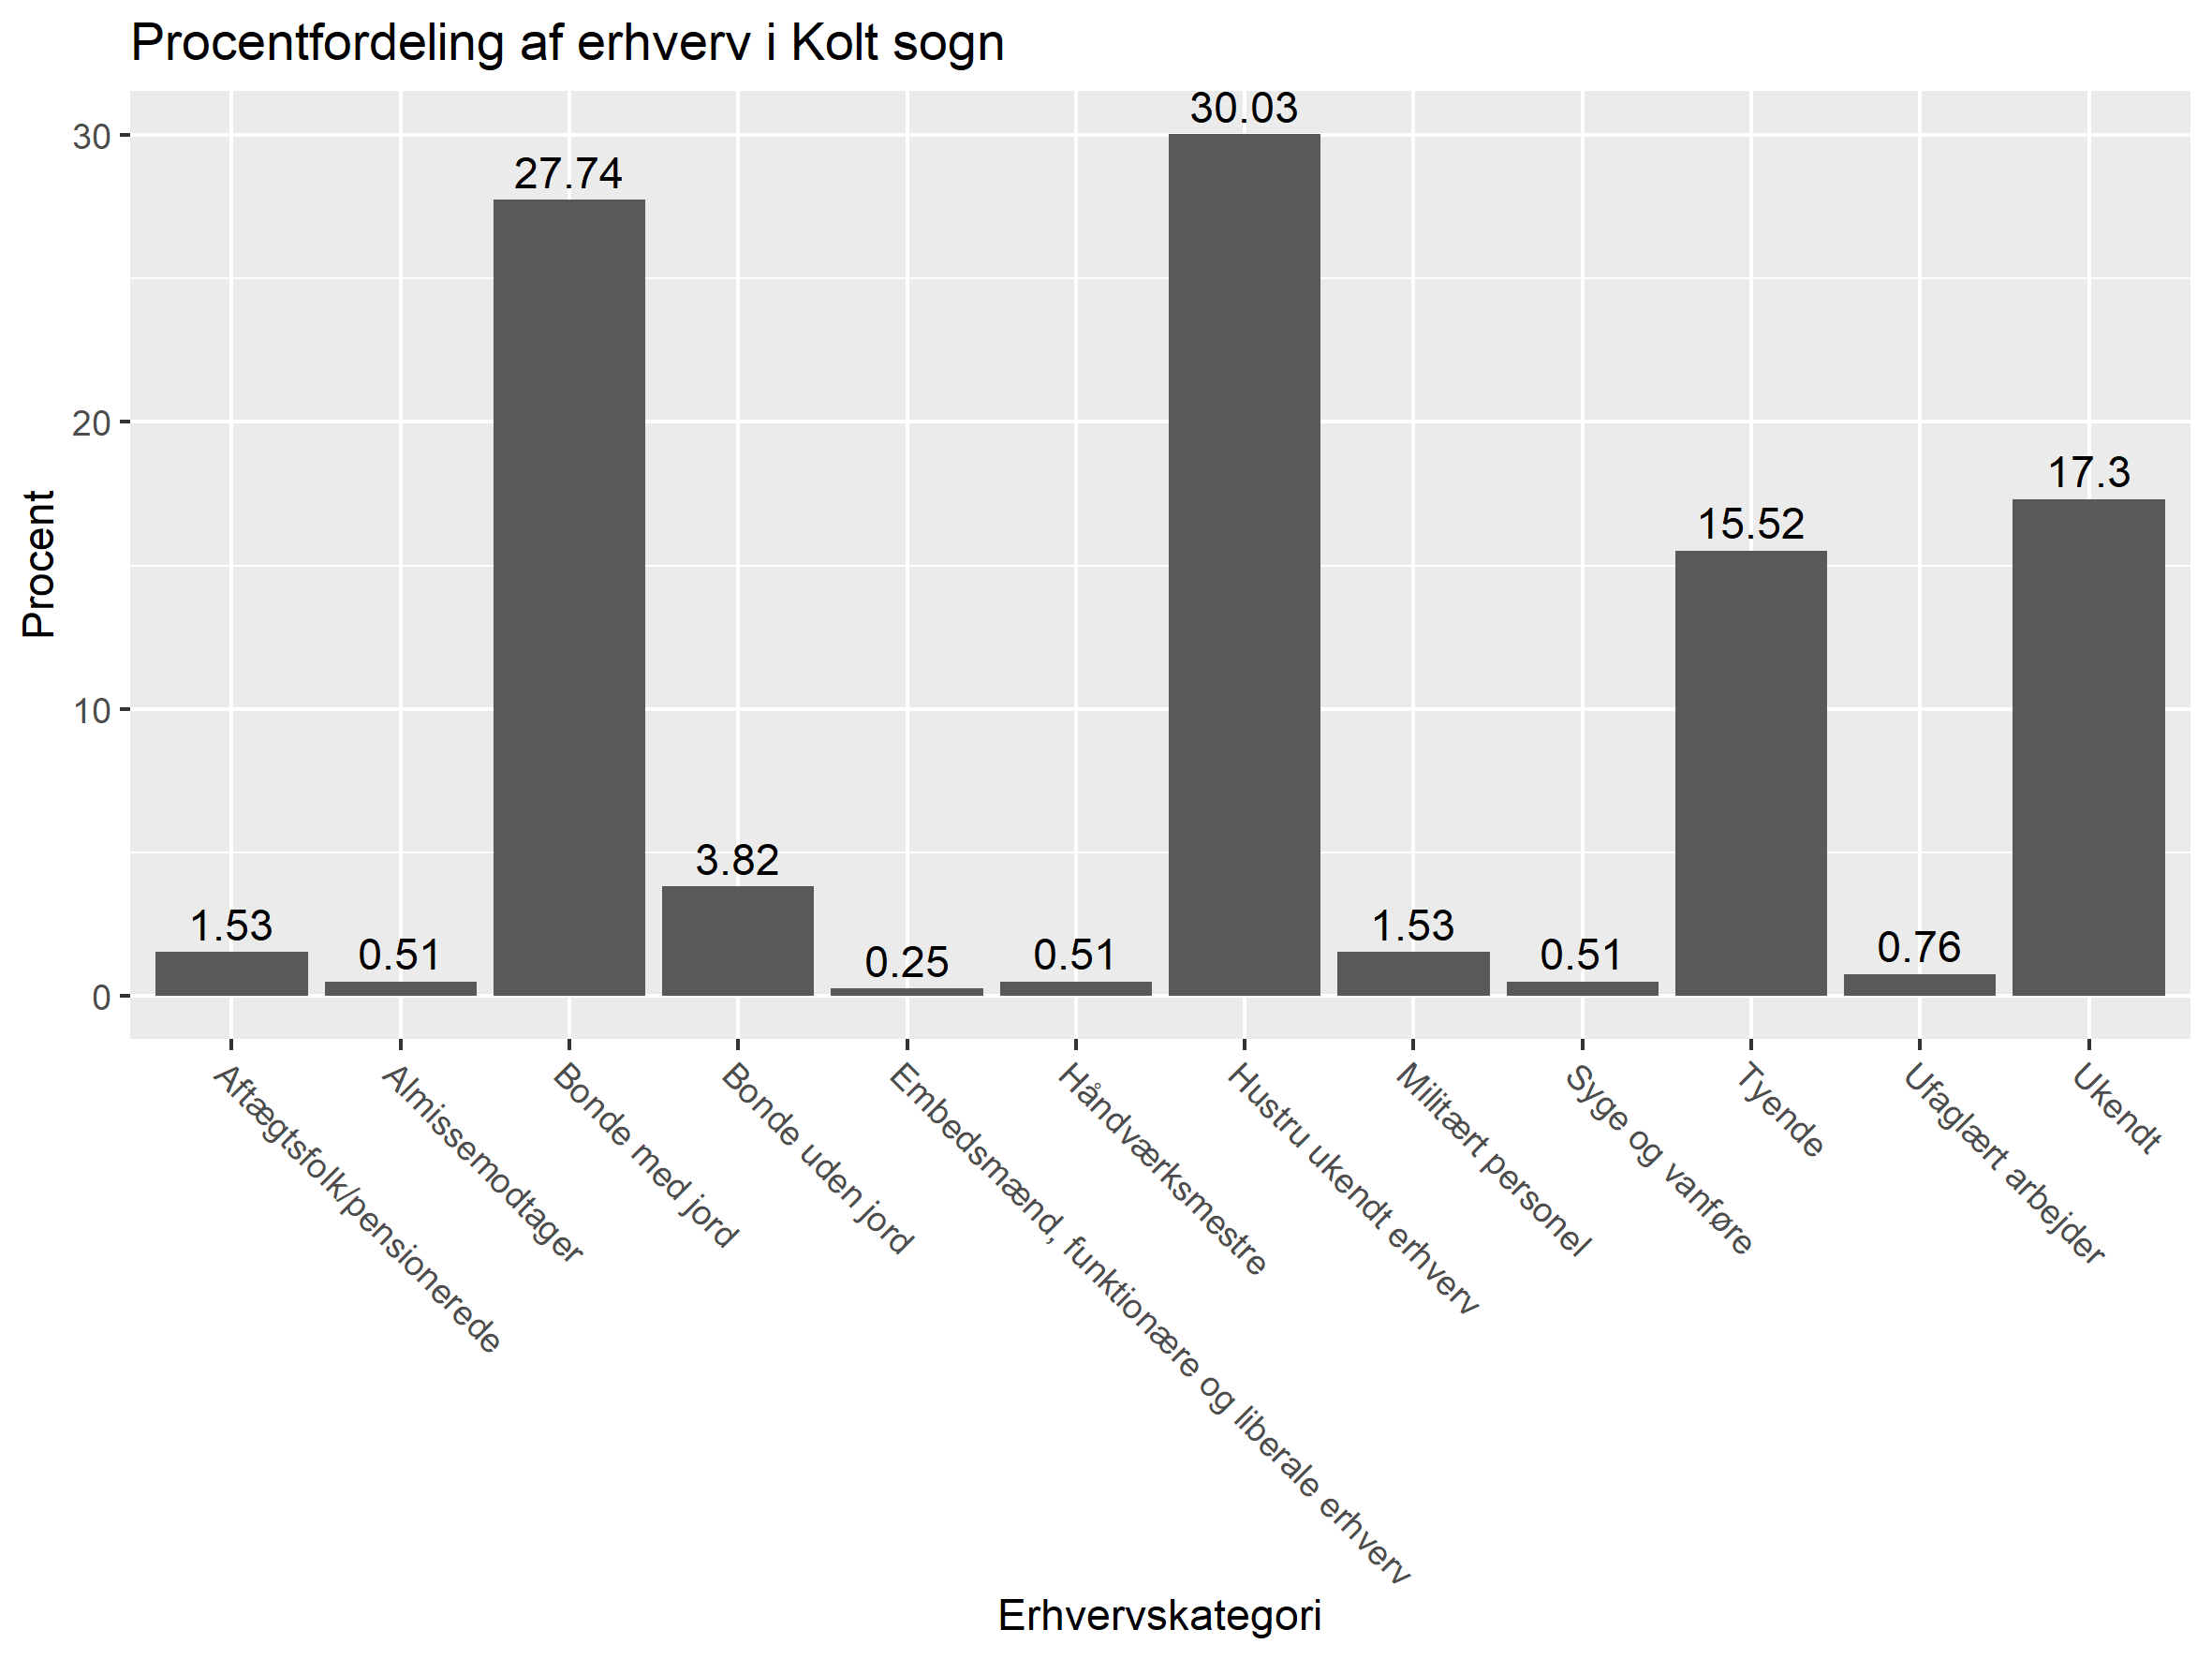 Procentfordeling af erhverv i Kolt sogn
Procent
30
20
10
0
1.53
0.51
27.74
3.82
0.25
0.51
30.03
1.53
0.51
15.52
0.76
17.3
Aftægtsfolk/pensionerede
Almissemodtager
Bonde med jord
Bonde uden jord
Embedsmænd, funktionære og liberale erhverv
Håndværksmestre
Hustru ukendt erhverv
Militært personel
Syge og vanføre
Tyende
Ufaglært arbejder
Ukendt
Erhvervskategori